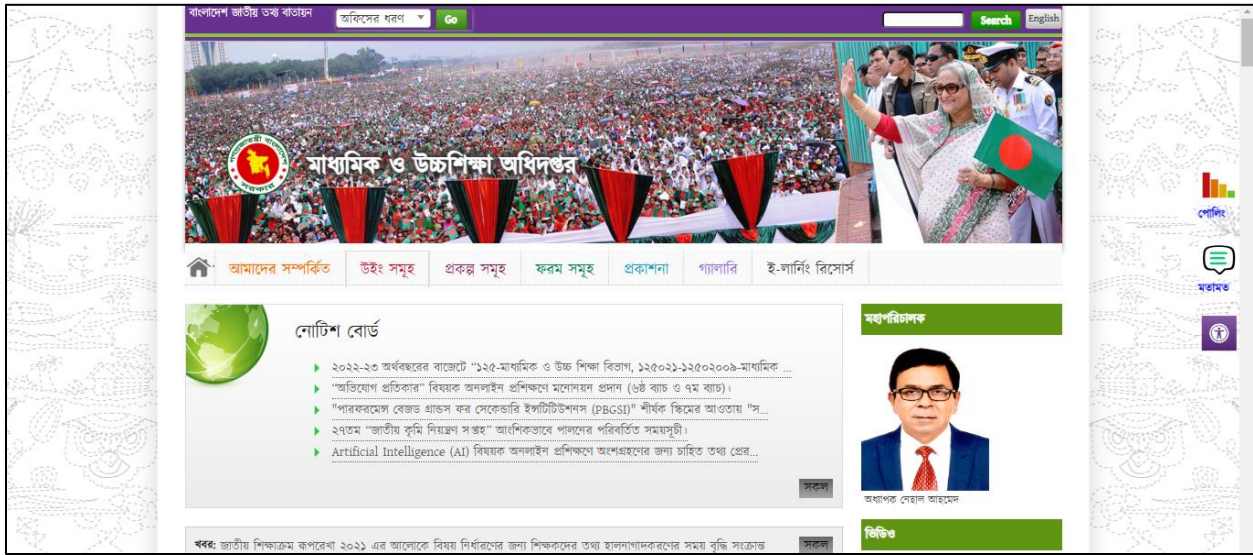 বাংলাদেশ জাতীয় তথ্য বাতায়ন
অফিসের ধরণ
Go
Search
English
মাধ্যমিক ও উচ্চশিক্ষা অধিদপ্তর
আমাদের সম্পর্কিত
উইং সমূহ
প্রকল্প সমূহ
ফরম সমূহ
প্রকাশনা
গ্যালারি
ই-লার্নিং রিসোর্স
পোলিং
মতামত
নোটিশ বোর্ড
২০২২-২৩ অর্থবছরের বাজেটে “১২৫-মাধ্যমিক ও উচ্চ শিক্ষা বিভাগ, ১২৫০২১-১২৫০২০০৯-মাধ্যমিক ...
“অভিযোগ প্রতিকার” বিষয়ক অনলাইন প্রশিক্ষণে মনোনয়ন প্রদান (৬ষ্ঠ ব্যাচ ও ৭ম ব্যাচ)।
"পারফরমেন্স বেজড গ্রান্ডস ফর সেকেন্ডারি ইন্সটিটিউশনস (PBGSI)" শীর্ষক স্কিমের আওতায় "স...
২৭তম “জাতীয় কৃমি নিয়ন্ত্রণ সপ্তাহ” আংশিকভাবে পালনের পরিবর্তিত সময়সূচী।
Artificial Intelligence (AI) বিষয়ক অনলাইন প্রশিক্ষণে অংশগ্রহণের জন্য চাহিত তথ্য প্রের...
সকল
খবর: জাতীয় শিক্ষাক্রম রূপরেখা ২০২১ এর আলোকে বিষয় নির্ধারণের জন্য শিক্ষকদের তথ্য হালনাগাদকরণের সময় বৃদ্ধি সংক্রান্ত
সকল
মহাপরিচালক
অধ্যাপক নেহাল আহমেদ
ভিডিও